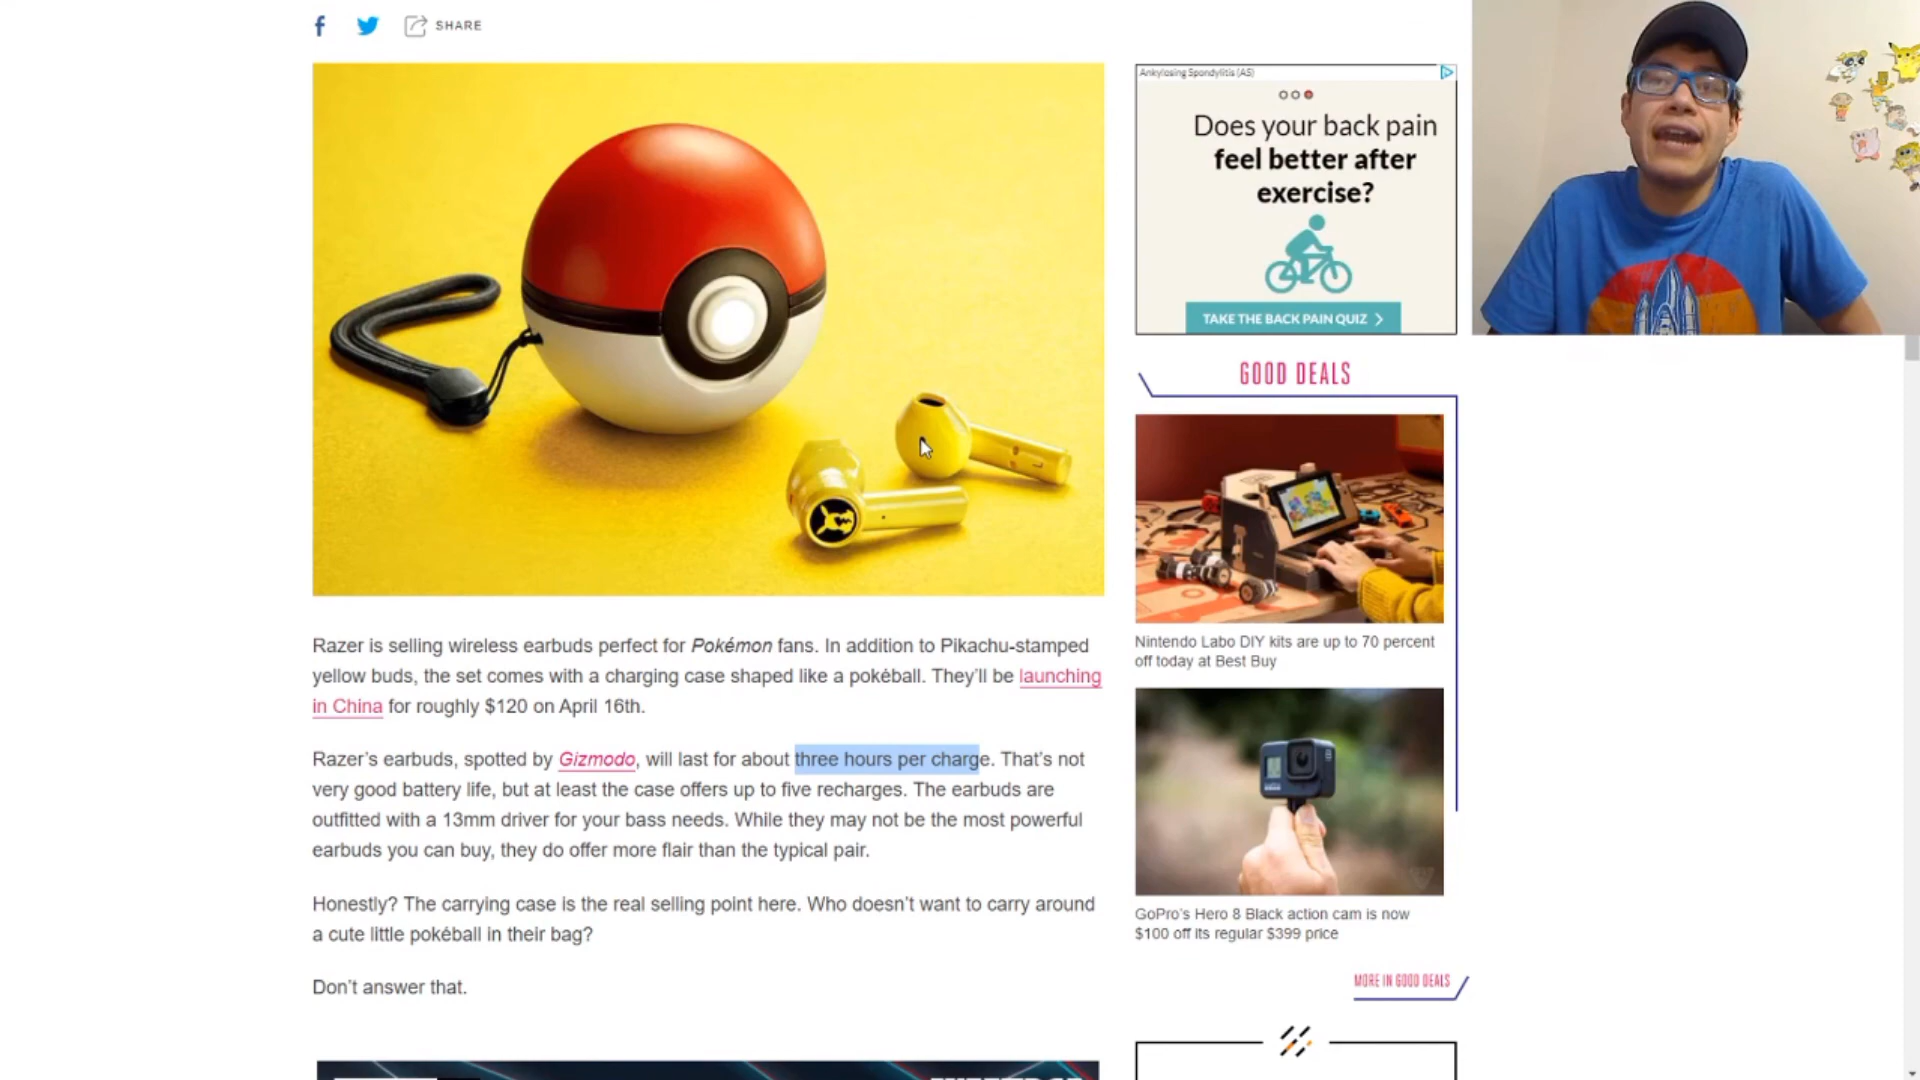 SHARE
Razer is selling wireless earbuds perfect for Pokémon fans. In addition to Pikachu-stamped
yellow buds, the set comes with a charging case shaped like a pokéball. They’ll be launching
in China for roughly $120 on April 16th.
Razer’s earbuds, spotted by Gizmodo, will last for about three hours per charge. That’s not
very good battery life, but at least the case offers up to five recharges. The earbuds are
outfitted with a 13mm driver for your bass needs. While they may not be the most powerful
earbuds you can buy, they do offer more flair than the typical pair.
Honestly? The carrying case is the real selling point here. Who doesn’t want to carry around
a cute little pokéball in their bag?
Don’t answer that.
Ankylosing Spondylitis (AS)
Does your back pain
feel better after
exercise?
TAKE THE BACK PAIN QUIZ
GOOD DEALS
Nintendo Labo DIY kits are up to 70 percent
off today at Best Buy
GoPro’s Hero 8 Black action cam is now
$100 off its regular $399 price
MORE IN GOOD DEALS